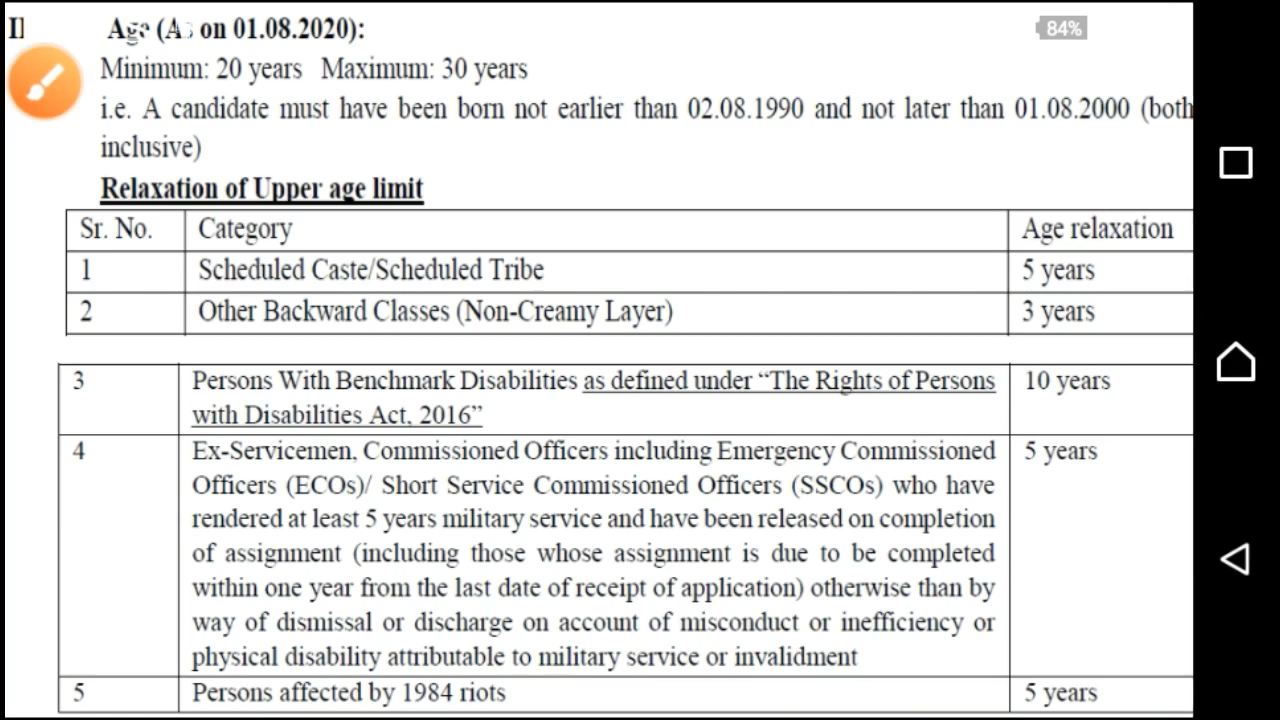 Age (As on 01.08.2020):
84%
Minimum: 20 years Maximum: 30 years
i.e. A candidate must have been born not earlier than 02.08.1990 and not later than 01.08.2000 (both
inclusive)
Relaxation of Upper age limit
Sr. No. Category Age relaxation
1 Scheduled Caste/Scheduled Tribe 5 years
2 Other Backward Classes (Non-Creamy Layer) 3 years
3 Persons With Benchmark Disabilities as defined under “The Rights of Persons 10 years
with Disabilities Act, 2016”
4 Ex-Servicemen, Commissioned Officers including Emergency Commissioned 5 years
Officers (ECOs)/ Short Service Commissioned Officers (SSCOs) who have
rendered at least 5 years military service and have been released on completion
of assignment (including those whose assignment is due to be completed
within one year from the last date of receipt of application) otherwise than by
way of dismissal or discharge on account of misconduct or inefficiency or
physical disability attributable to military service or invalidment
5 Persons affected by 1984 riots 5 years